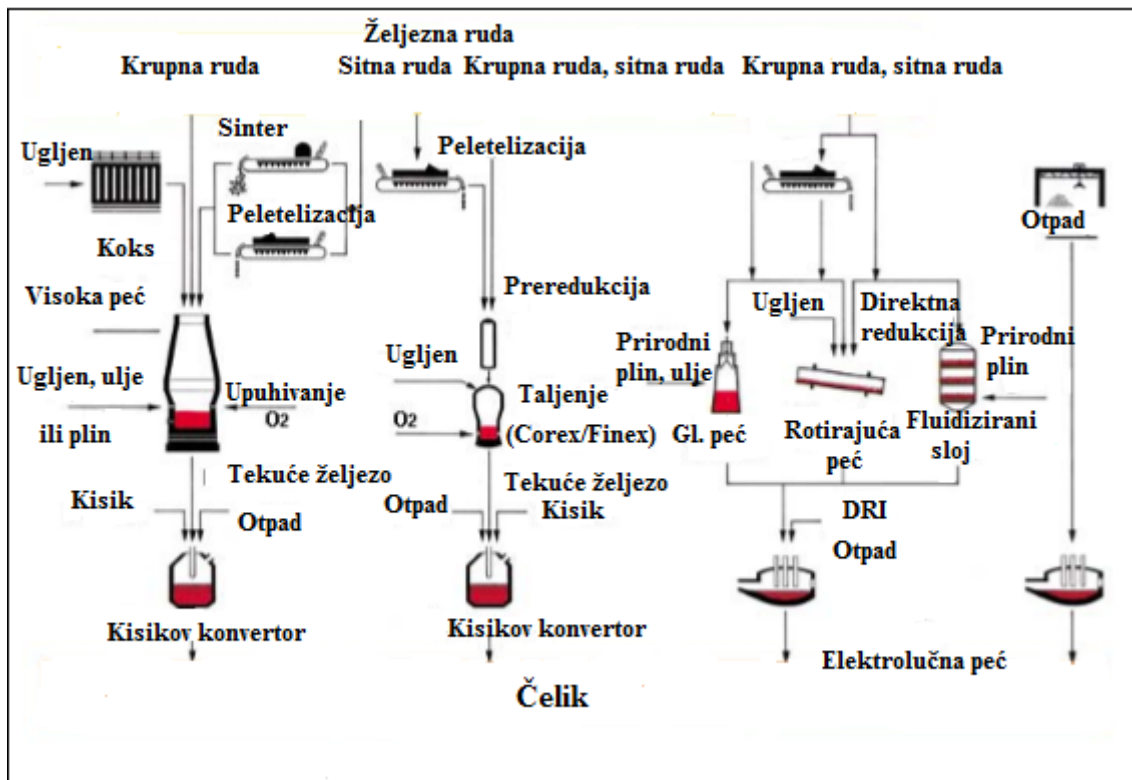 Željezna ruda
Krupna ruda
Sitna ruda
Krupna ruda, sitna ruda
Krupna ruda, sitna ruda
Ugljen
Sinter
Peletelizacija
Koks
Visoka peć
Ugljen, ulje
ili plin
Upuhivanje
O2
Tekuće željezo
Kisik
Otpad
Kisikov konvertor
Peletelizacija
Preredukcija
Ugljen
O2
Taljenje
(Corex/Finex)
Tekuće željezo
Otpad
Kisik
Kisikov konvertor
Ugljen
Direktna
redukcija
Prirodni
plin, ulje
Gl. peć
Rotirajuća
peć
Prirodni
plin
Fluidizirani
sloj
DRI
Otpad
Otpad
Elektrolučna peć
Čelik